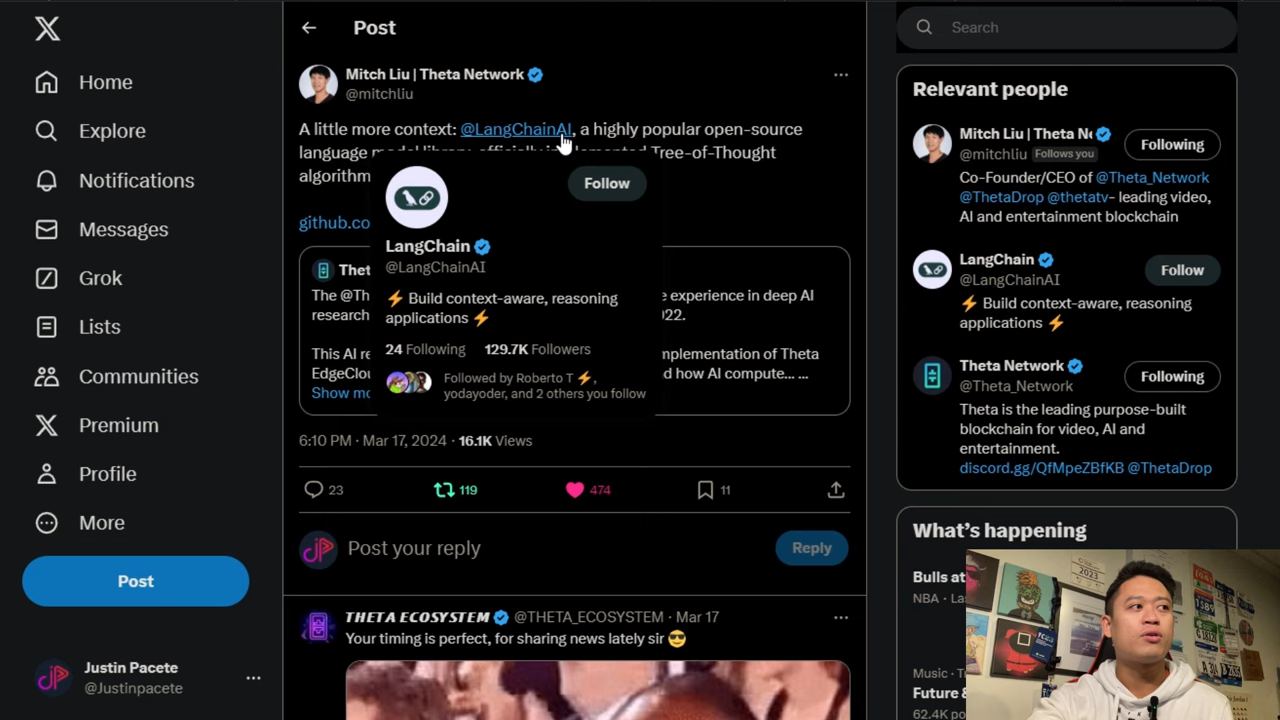 Home
Explore
Notifications
Messages
Grok
Lists
Communities
Premium
Profile
More
Post
Justin Pacete
@Justinpacete
Post
Mitch Liu | Theta Network
@mitchliu
A little more context: @LangChainAI, a highly popular open-source
language Tree-of-Thought
algorithm
github.co
Follow
LangChain
@LangChainAI
⚡ Build context-aware, reasoning
applications ⚡
24 Following 129.7K Followers
Followed by Roberto T ⚡,
yodayoder, and 2 others you follow
Thet
The @Th e experience in deep AI
research 22.
This AI re mplementation of Theta
EdgeClou d how AI compute... ...
Show mo
6:10 PM · Mar 17, 2024 · 16.1K Views
23 119 474 11
Post your reply
Reply
THETA ECOSYSTEM @THETA_ECOSYSTEM · Mar 17
Your timing is perfect, for sharing news lately sir 😎
Search
Relevant people
Mitch Liu | Theta Ne
@mitchliu Follows you
Following
Co-Founder/CEO of @Theta_Network
@ThetaDrop @thetatv- leading video,
AI and entertainment blockchain
LangChain
@LangChainAI
Follow
⚡ Build context-aware, reasoning
applications ⚡
Theta Network
@Theta_Network
Following
Theta is the leading purpose-built
blockchain for video, AI and
entertainment.
discord.gg/QfMpeZBfKB @ThetaDrop
What's happening
Bulls at
NBA · La
Music · T
Future &
62.4K po
2023
1389